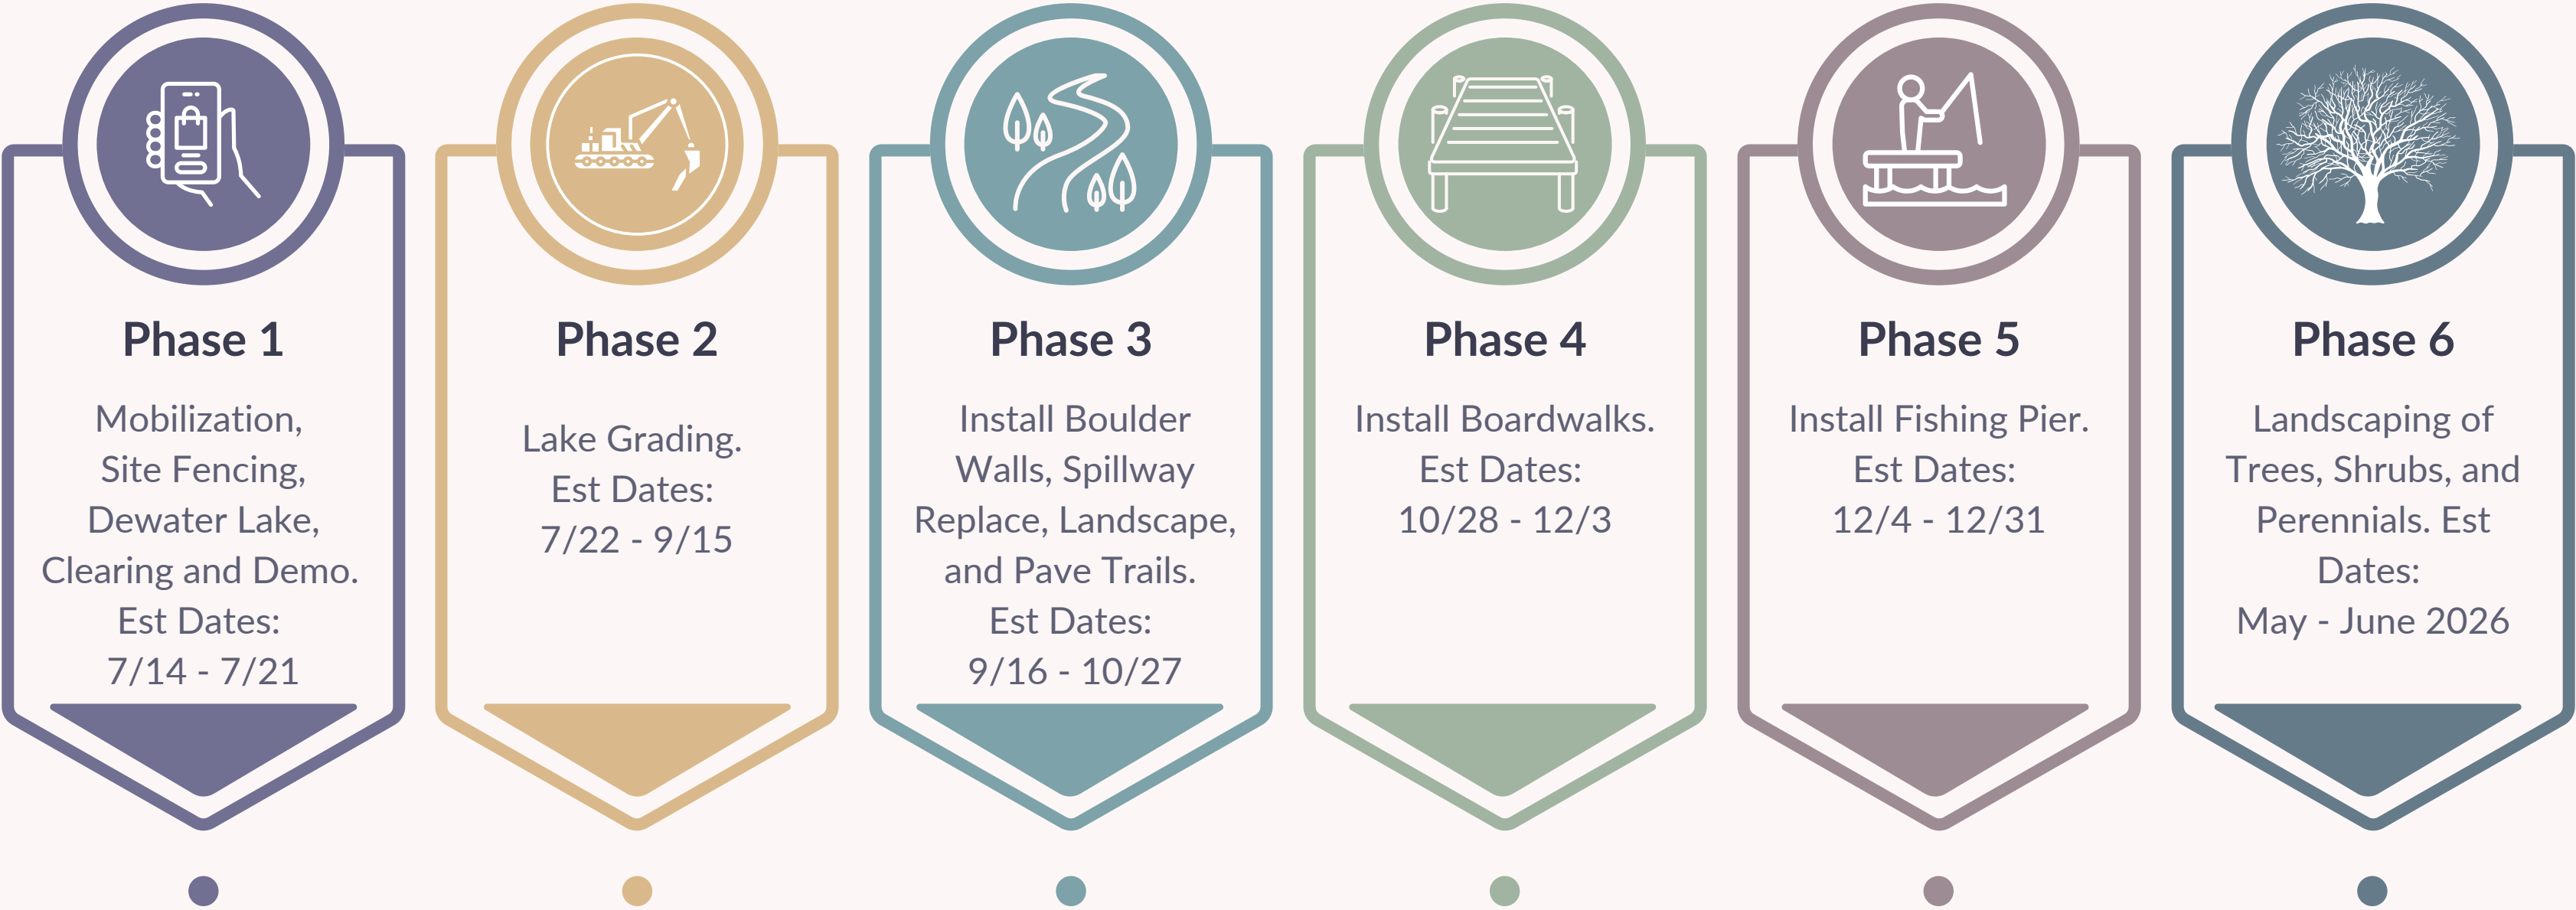 Phase 1
Mobilization,
Site Fencing,
Dewater Lake,
Clearing and Demo.
Est Dates:
7/14 - 7/21
Phase 2
Lake Grading.
Est Dates:
7/22 - 9/15
Phase 3
Install Boulder
Walls, Spillway
Replace, Landscape,
and Pave Trails.
Est Dates:
9/16 - 10/27
Phase 4
Install Boardwalks.
Est Dates:
10/28 - 12/3
Phase 5
Install Fishing Pier.
Est Dates:
12/4 - 12/31
Phase 6
Landscaping of
Trees, Shrubs, and
Perennials. Est
Dates:
May - June 2026